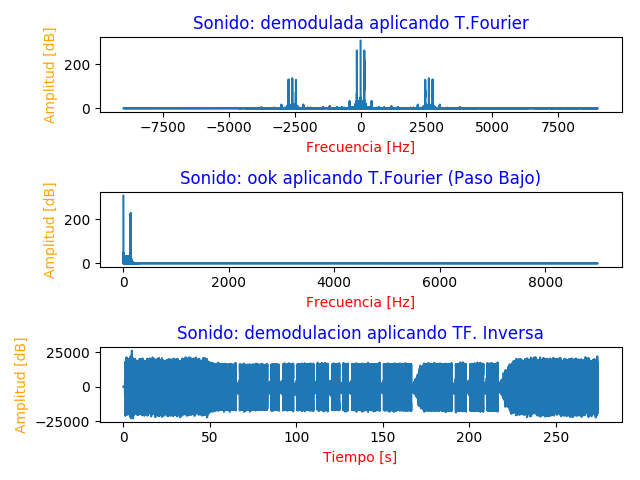 Sonido: demodulada aplicando T.Fourier
Amplitud [dB]
200
0
−7500 −5000 −2500 0 2500 5000 7500
Frecuencia [Hz]
Sonido: ook aplicando T.Fourier (Paso Bajo)
Amplitud [dB]
200
0
0 2000 4000 6000 8000
Frecuencia [Hz]
Sonido: demodulacion aplicando TF. Inversa
Amplitud [dB]
25000
0
−25000
0 50 100 150 200 250
Tiempo [s]